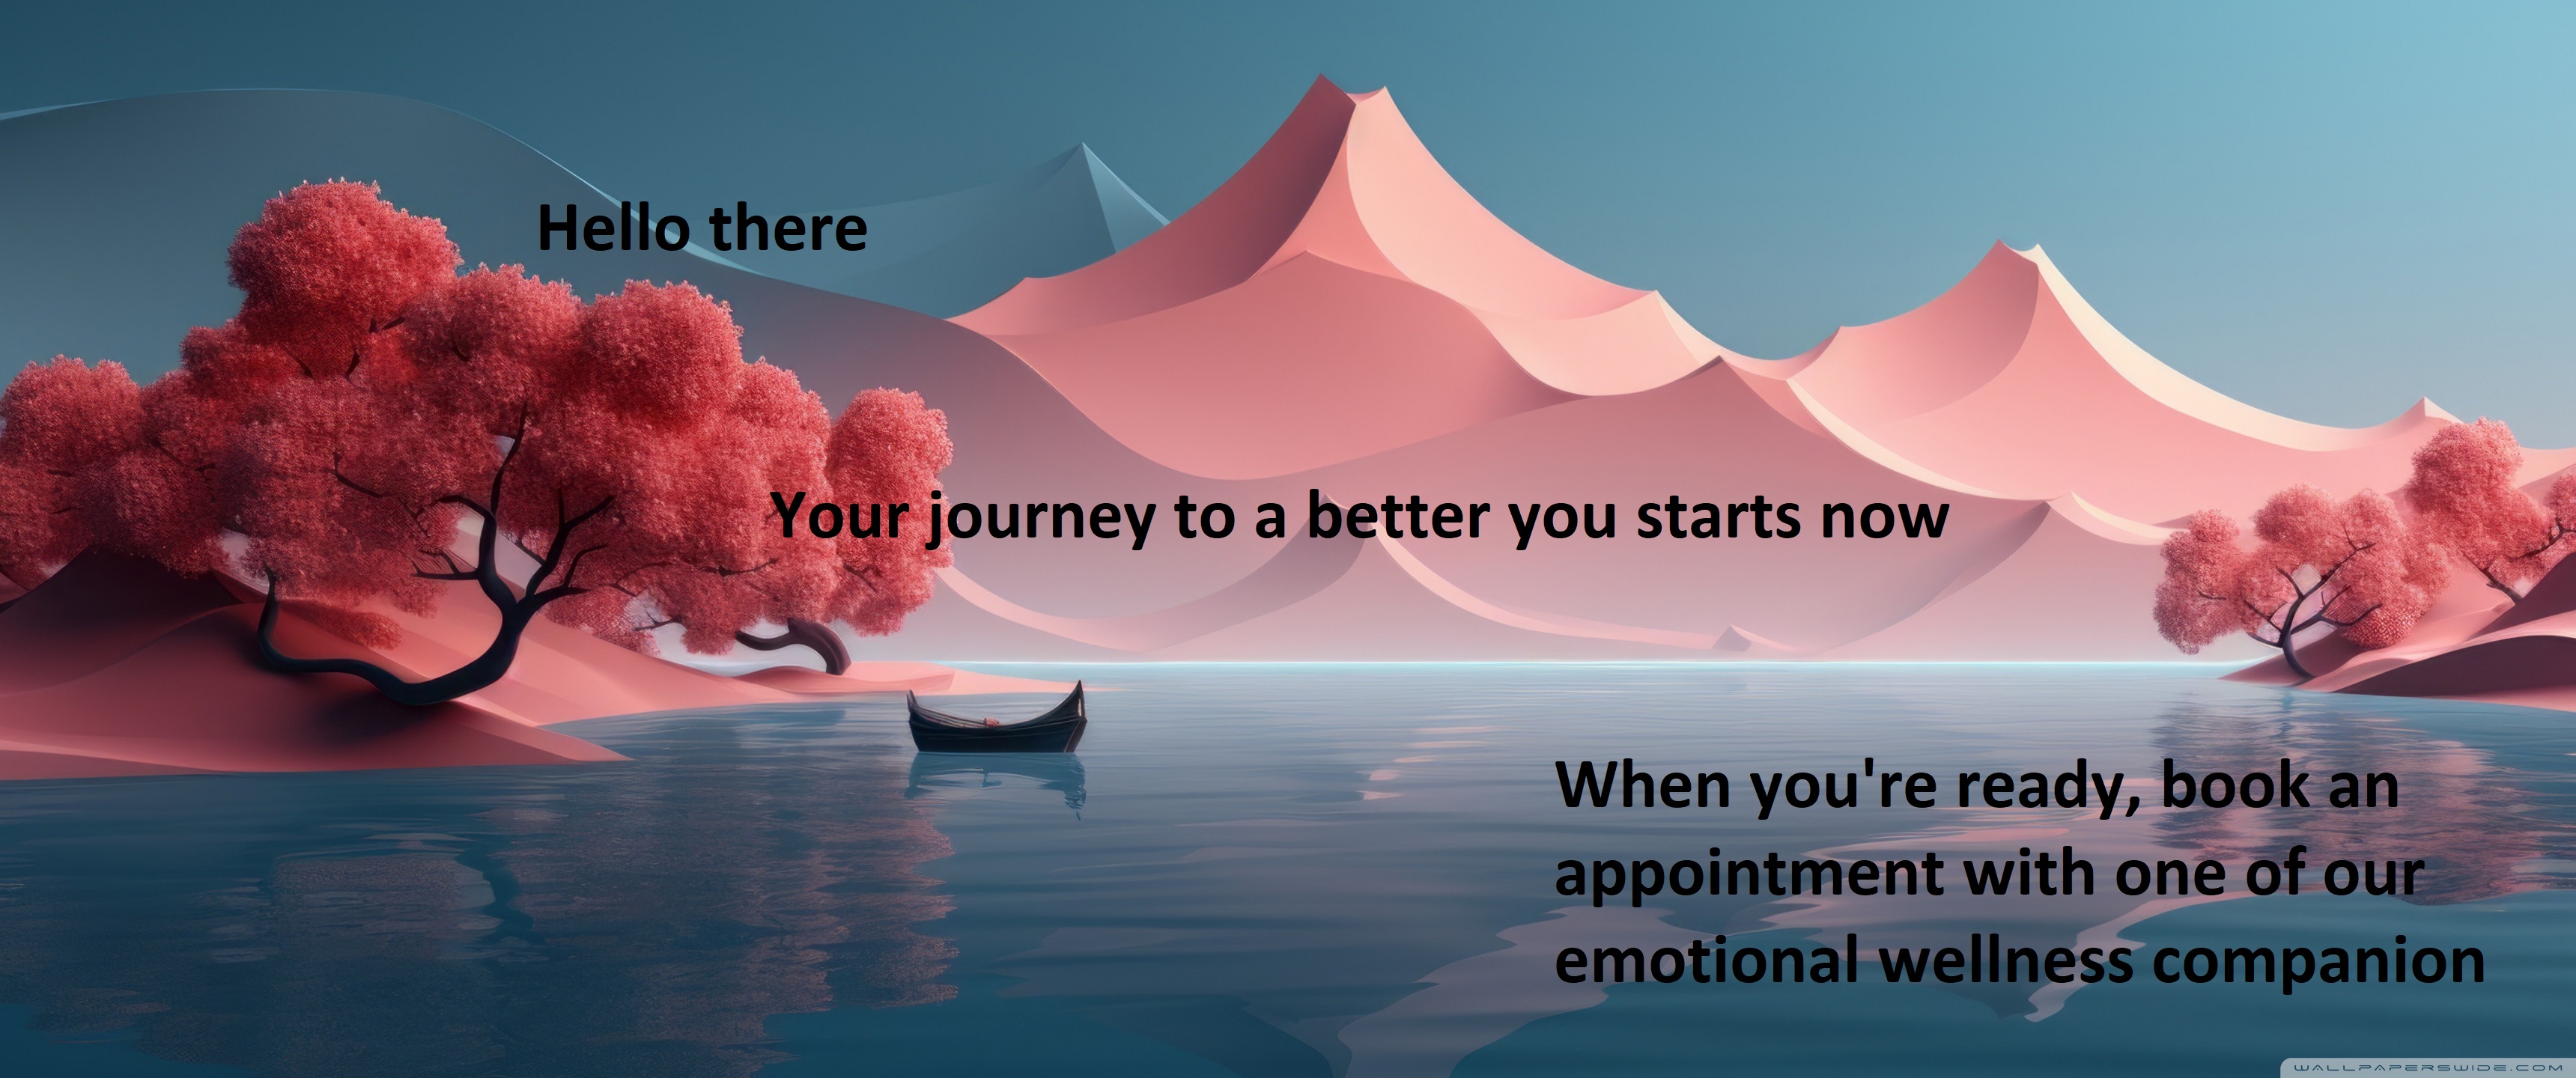 Hello there
Your journey to a better you starts now
When you're ready, book an
appointment with one of our
emotional wellness companion
WALLPAPERSWIDE.COM